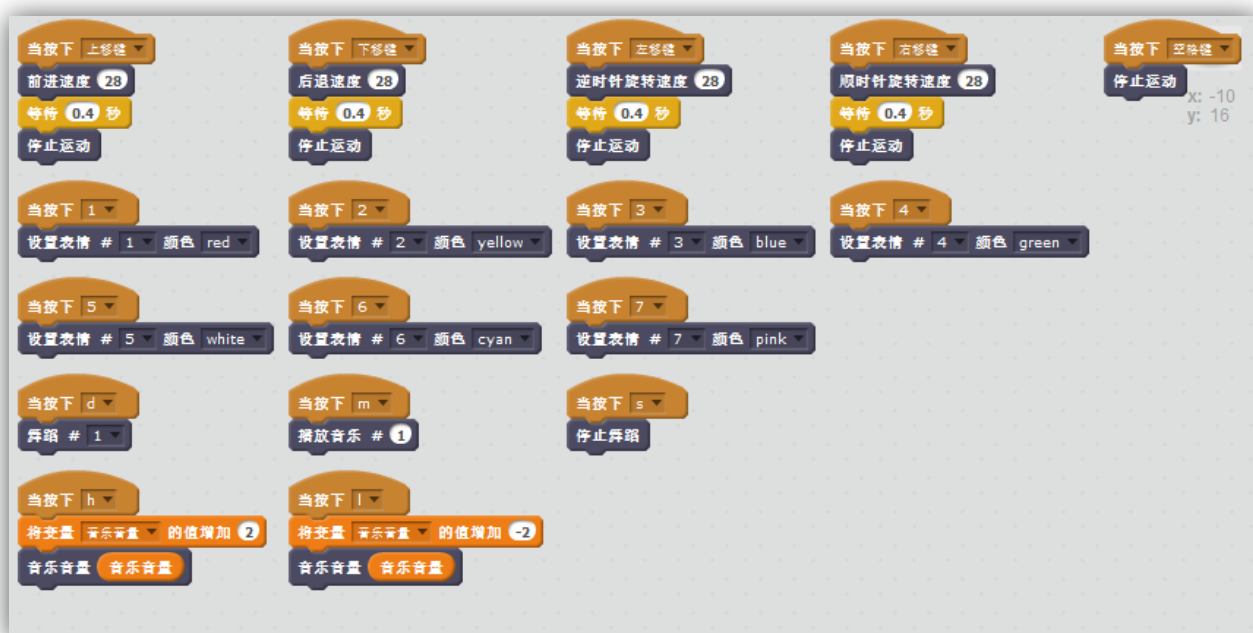 当按下 上移键
前进速度 28
等待 0.4 秒
停止运动
当按下 下移键
后退速度 28
等待 0.4 秒
停止运动
当按下 左移键
逆时针旋转速度 28
等待 0.4 秒
停止运动
当按下 右移键
顺时针旋转速度 28
等待 0.4 秒
停止运动
当按下 空格键
停止运动
x: -10
y: 16
当按下 1
设置表情 # 1 颜色 red
当按下 2
设置表情 # 2 颜色 yellow
当按下 3
设置表情 # 3 颜色 blue
当按下 4
设置表情 # 4 颜色 green
当按下 5
设置表情 # 5 颜色 white
当按下 6
设置表情 # 6 颜色 cyan
当按下 7
设置表情 # 7 颜色 pink
当按下 d
舞蹈 # 1
当按下 m
播放音乐 # 1
当按下 s
停止舞蹈
当按下 h
将变量 音乐音量 的值增加 2
音乐音量 音乐音量
当按下 l
将变量 音乐音量 的值增加 -2
音乐音量 音乐音量